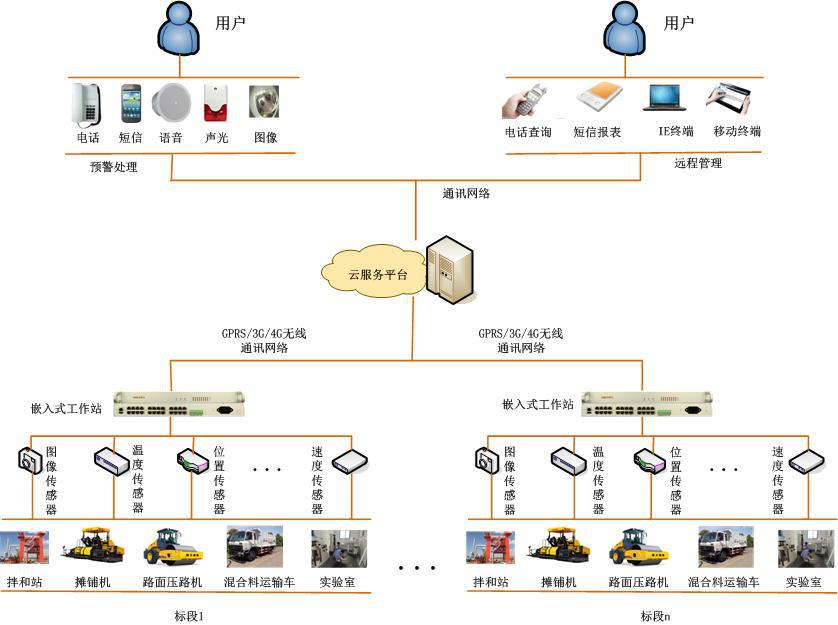 用户
用户
电话
短信
语音
声光
图像
电话查询
短信报表
IE终端
移动终端
预警处理
远程管理
通讯网络
云服务平台
GPRS/3G/4G无线
通讯网络
GPRS/3G/4G无线
通讯网络
嵌入式工作站
嵌入式工作站
图像传感器
温度传感器
位置传感器
...
速度传感器
图像传感器
温度传感器
位置传感器
...
速度传感器
拌和站
摊铺机
路面压路机
混合料运输车
实验室
...
拌和站
摊铺机
路面压路机
混合料运输车
实验室
标段1
标段n